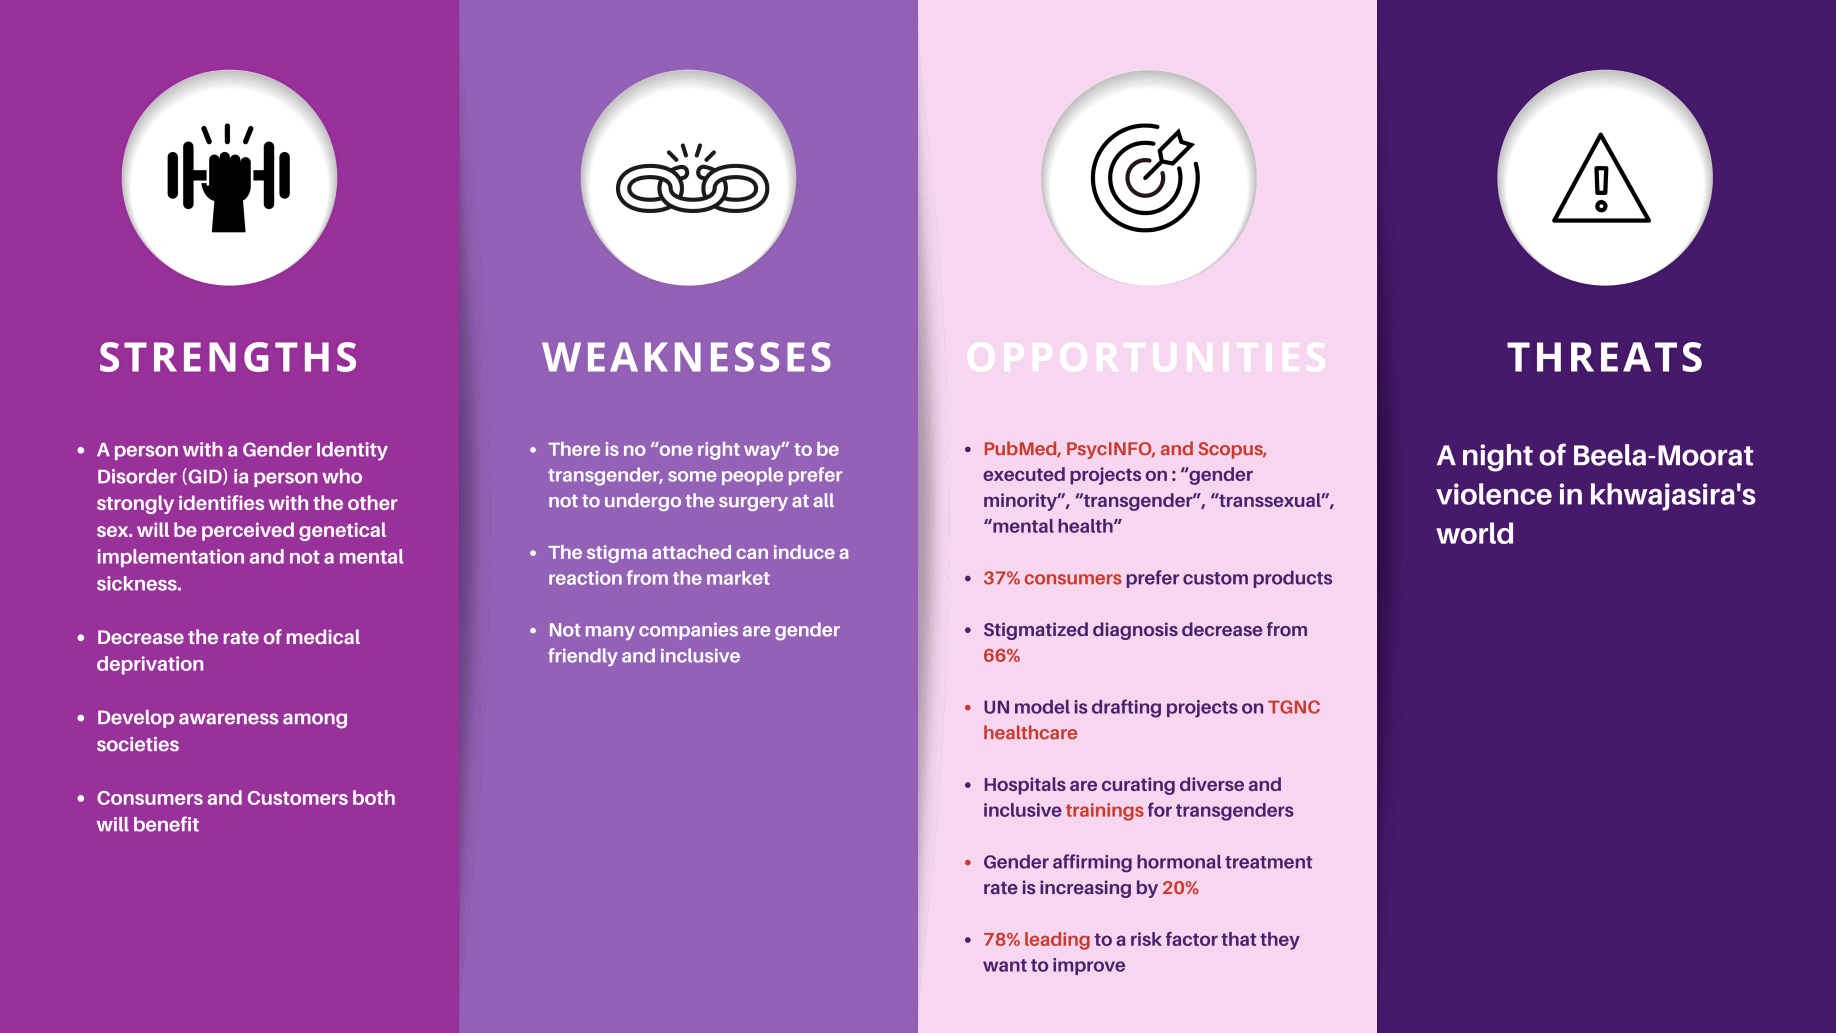 STRENGTHS
• A person with a Gender Identity
Disorder (GID) ia person who
strongly identifies with the other
sex. will be perceived genetical
implementation and not a mental
sickness.
• Decrease the rate of medical
deprivation
• Develop awareness among
societies
• Consumers and Customers both
will benefit
WEAKNESSES
• There is no “one right way” to be
transgender, some people prefer
not to undergo the surgery at all
• The stigma attached can induce a
reaction from the market
• Not many companies are gender
friendly and inclusive
OPPORTUNITIES
• PubMed, PsycINFO, and Scopus,
executed projects on : “gender
minority”, “transgender”, “transsexual”,
“mental health”
• 37% consumers prefer custom products
• Stigmatized diagnosis decrease from
66%
• UN model is drafting projects on TGNC
healthcare
• Hospitals are curating diverse and
inclusive trainings for transgenders
• Gender affirming hormonal treatment
rate is increasing by 20%
• 78% leading to a risk factor that they
want to improve
THREATS
A night of Beela-Moorat
violence in khwajasira's
world